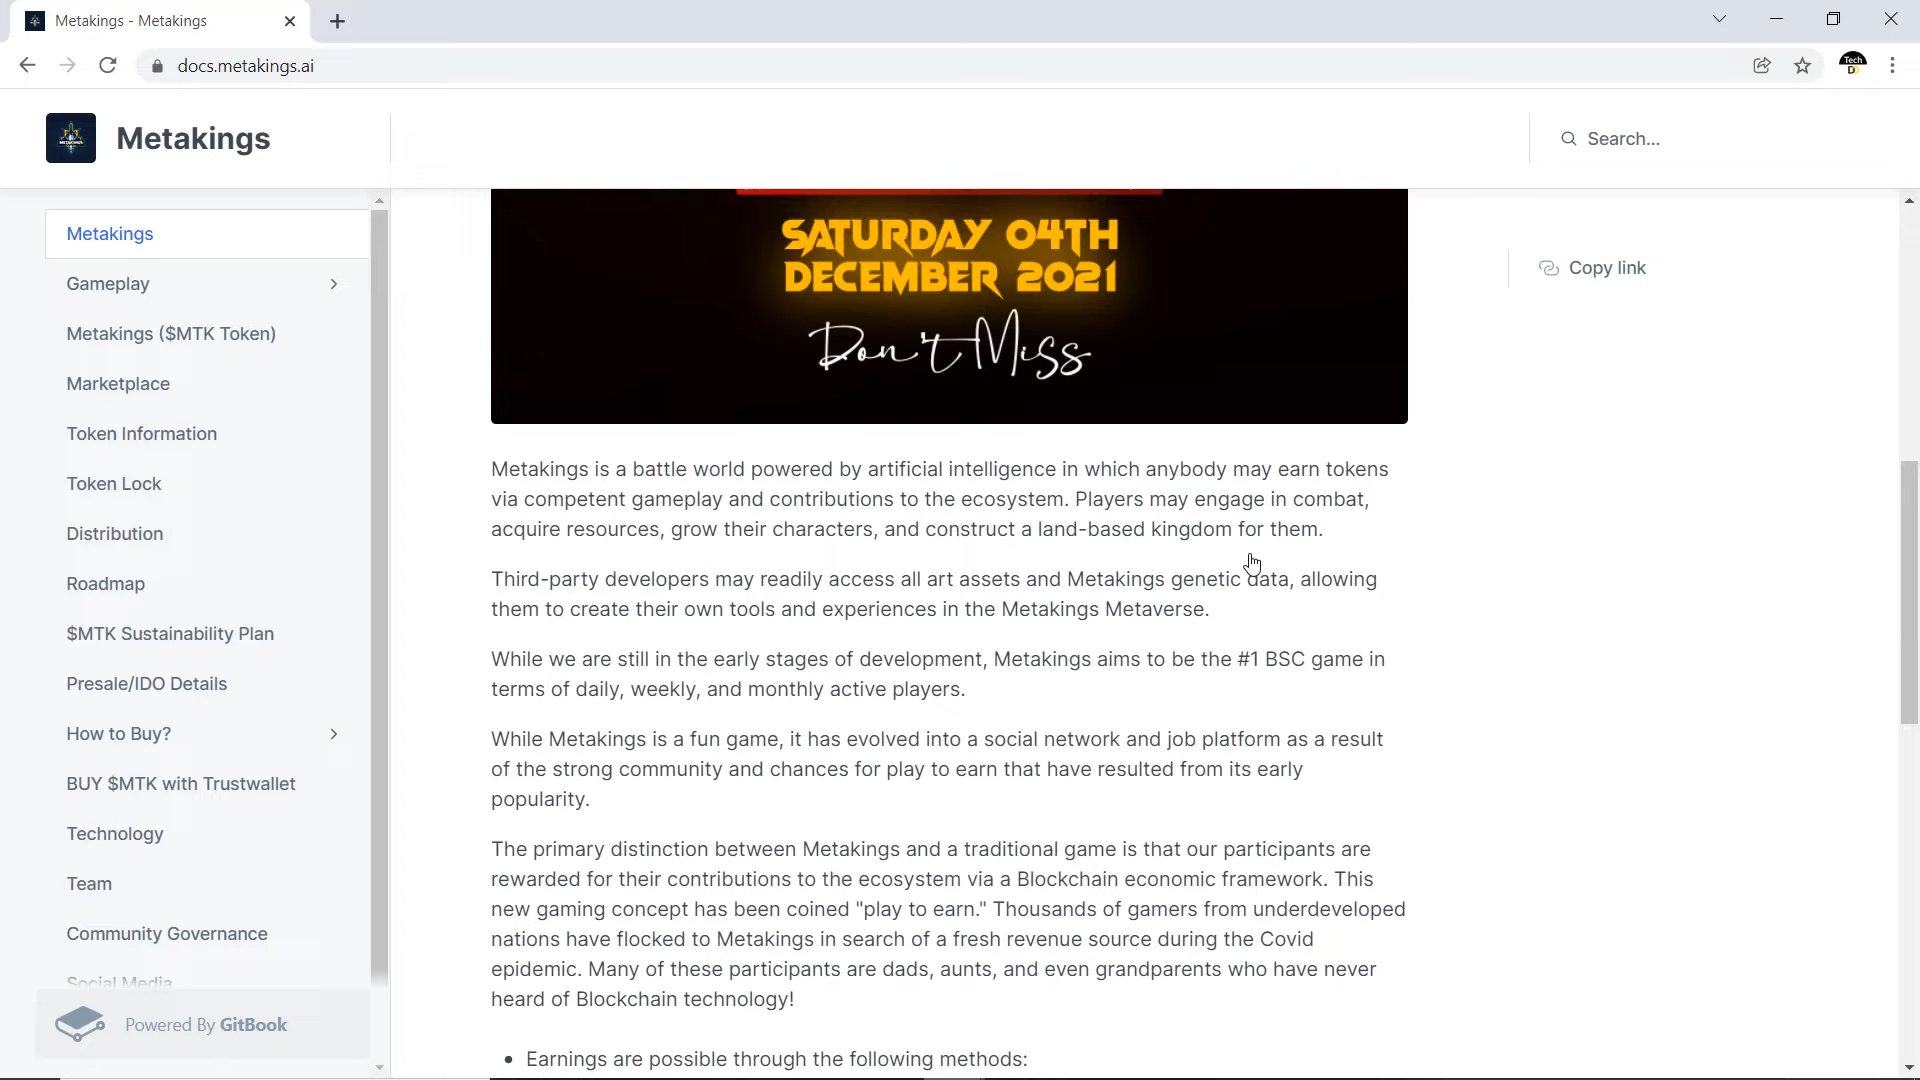 Metakings - Metakings
docs.metakings.ai
Tech
D
METAKINGS
Metakings
Search...
Metakings
Gameplay
Metakings ($MTK Token)
Marketplace
Token Information
Token Lock
Distribution
Roadmap
$MTK Sustainability Plan
Presale/IDO Details
How to Buy?
BUY $MTK with Trustwallet
Technology
Team
Community Governance
Social Media
Powered By GitBook
SATURDAY 04TH
DECEMBER 2021
Don't Miss
Copy link
Metakings is a battle world powered by artificial intelligence in which anybody may earn tokens
via competent gameplay and contributions to the ecosystem. Players may engage in combat,
acquire resources, grow their characters, and construct a land-based kingdom for them.
Third-party developers may readily access all art assets and Metakings genetic data, allowing
them to create their own tools and experiences in the Metakings Metaverse.
While we are still in the early stages of development, Metakings aims to be the #1 BSC game in
terms of daily, weekly, and monthly active players.
While Metakings is a fun game, it has evolved into a social network and job platform as a result
of the strong community and chances for play to earn that have resulted from its early
popularity.
The primary distinction between Metakings and a traditional game is that our participants are
rewarded for their contributions to the ecosystem via a Blockchain economic framework. This
new gaming concept has been coined "play to earn." Thousands of gamers from underdeveloped
nations have flocked to Metakings in search of a fresh revenue source during the Covid
epidemic. Many of these participants are dads, aunts, and even grandparents who have never
heard of Blockchain technology!
• Earnings are possible through the following methods: